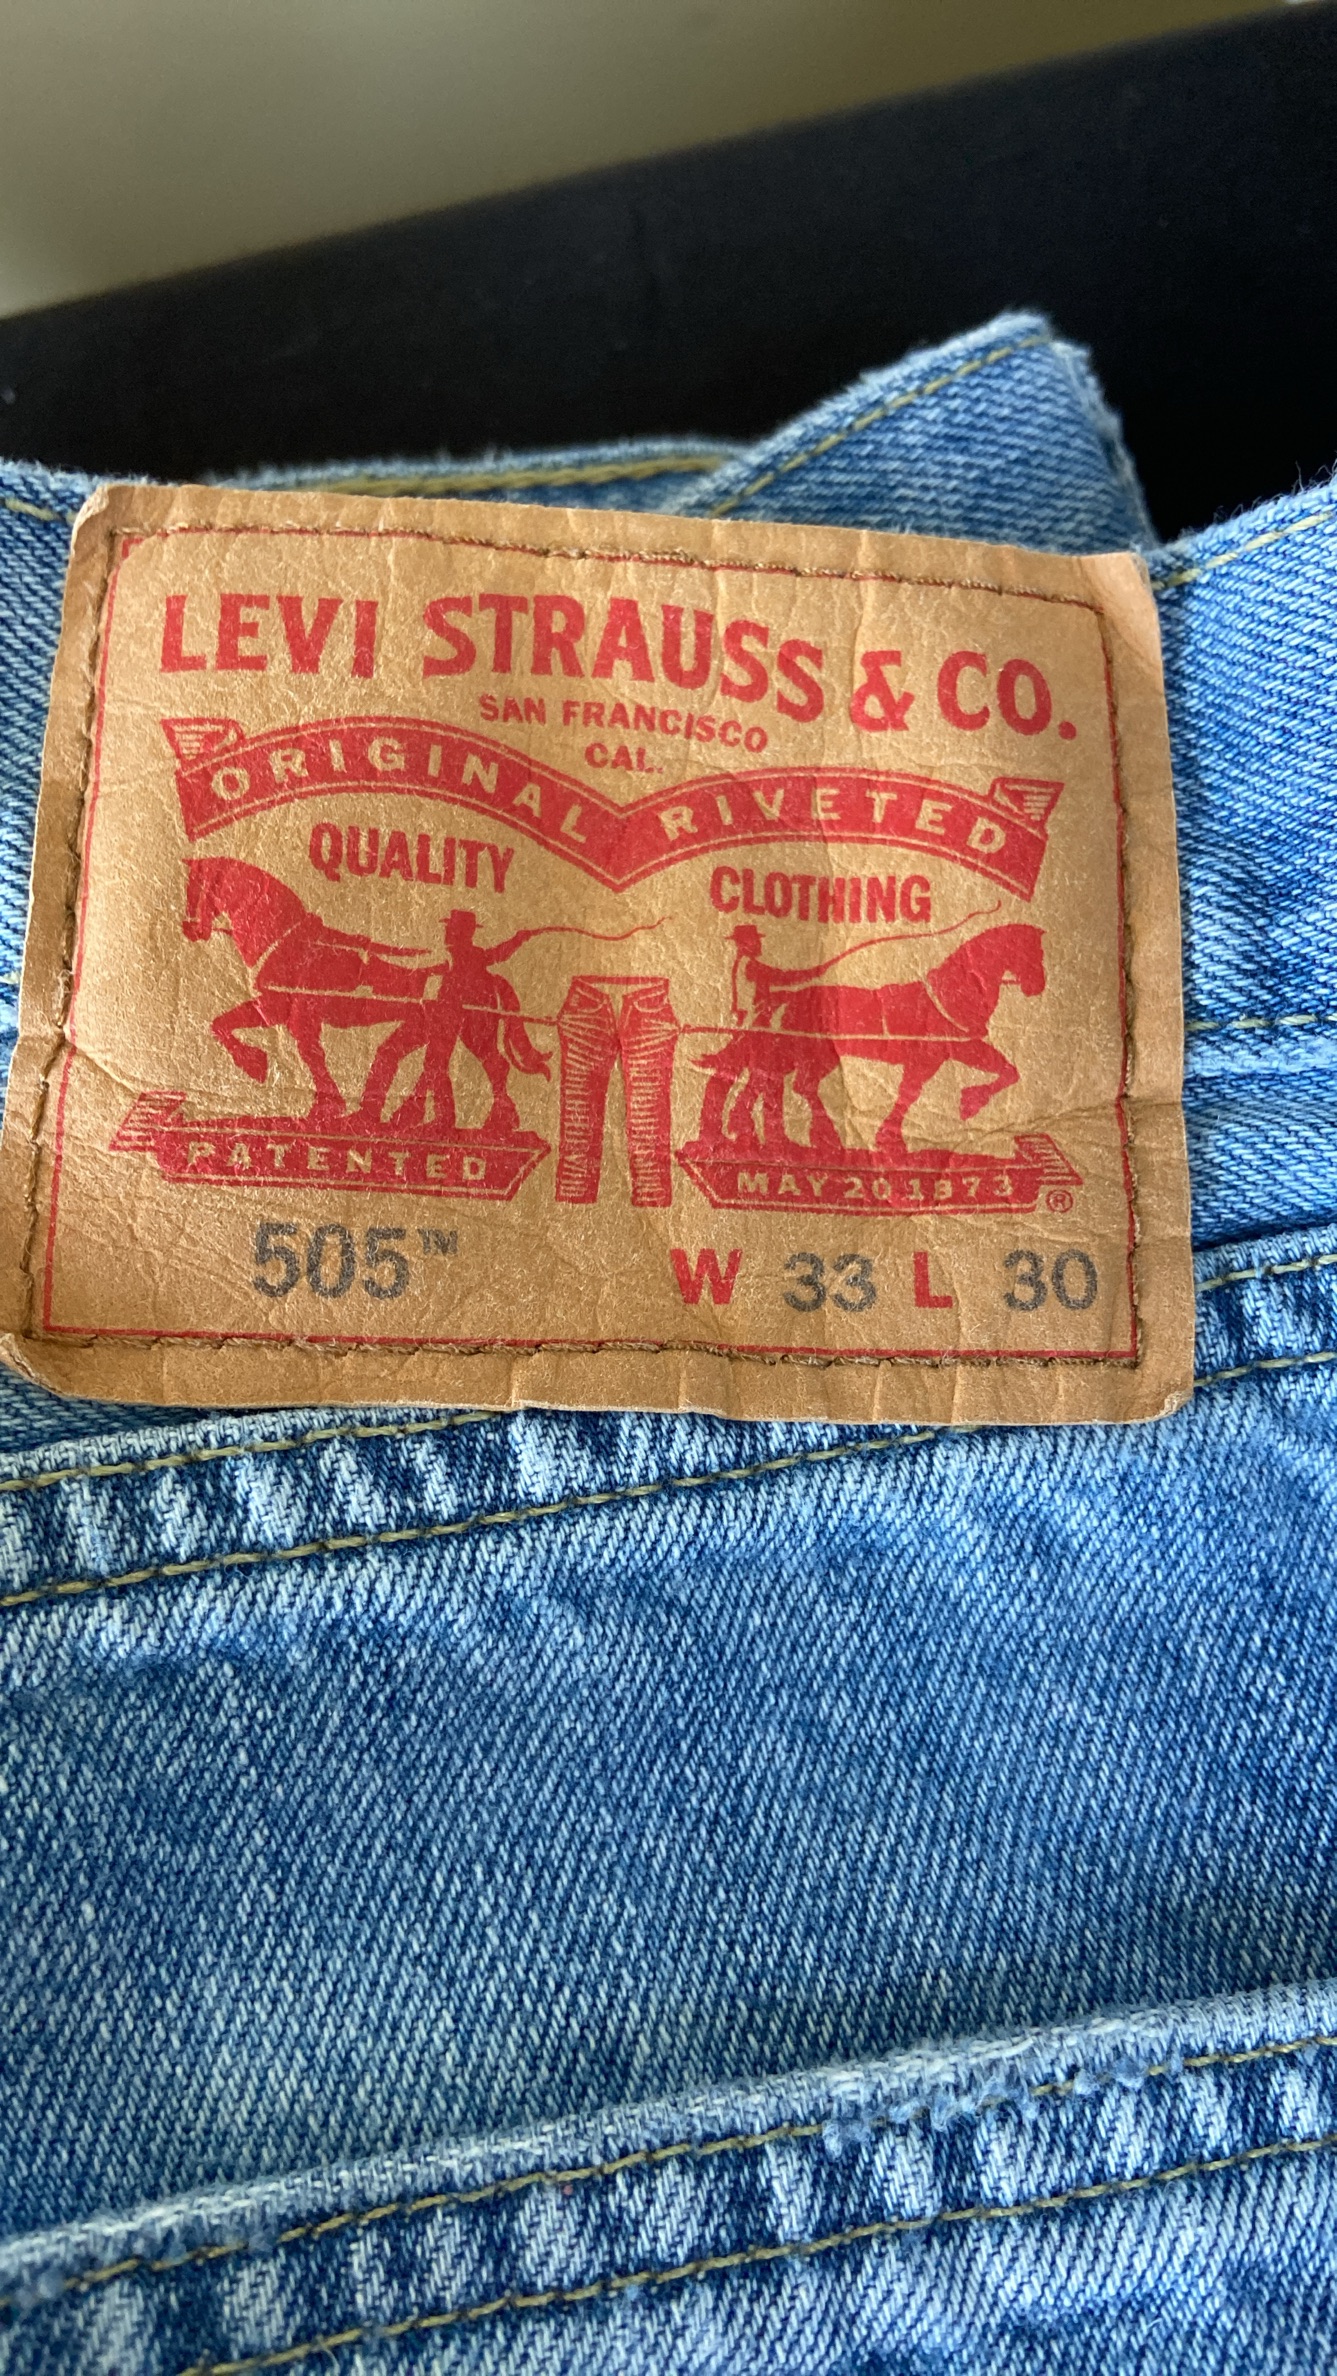 LEVI STRAUSS & CO.
SAN FRANCISCO
CAL.
ORIGINAL RIVETED
QUALITY CLOTHING
PATENTED MAY 20 1873 ®
505™ W 33 L 30